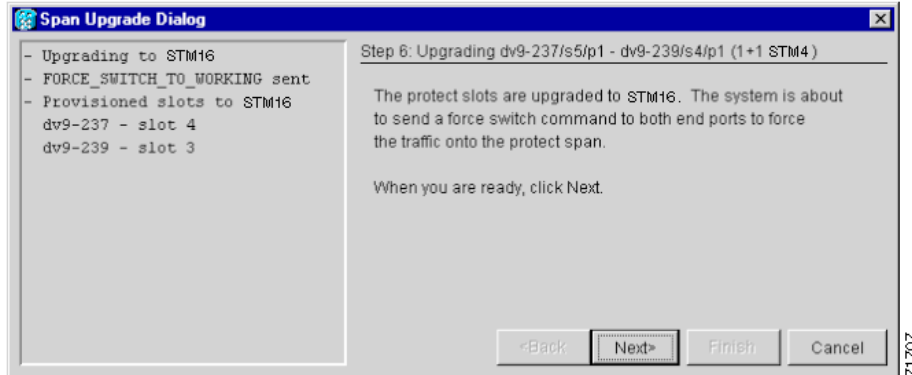 Span Upgrade Dialog
- Upgrading to STM16
- FORCE_SWITCH_TO_WORKING sent
- Provisioned slots to STM16
dv9-237 - slot 4
dv9-239 - slot 3
Step 6: Upgrading dv9-237/s5/p1 - dv9-239/s4/p1 (1+1 STM4)
The protect slots are upgraded to STM16. The system is about
to send a force switch command to both end ports to force
the traffic onto the protect span.
When you are ready, click Next.
<Back
Next>
Finish
Cancel
71707